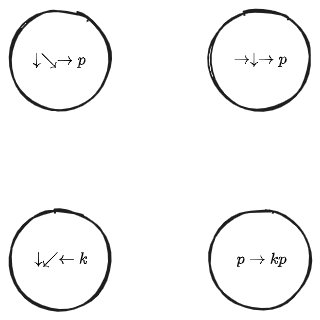 ↓↘→ p
→↓→ p
↓↙← k
p → kp